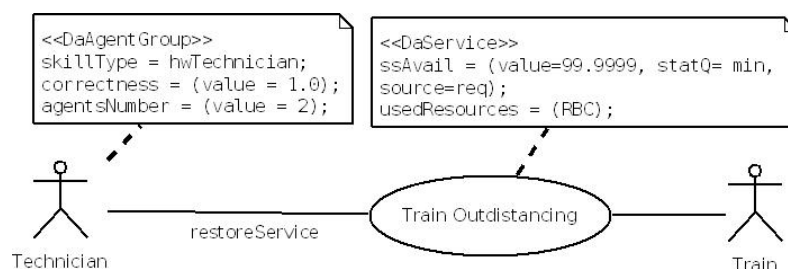 <<DaAgentGroup>>
skillType = hwTechnician;
correctness = (value = 1.0);
agentsNumber = (value = 2);
<<DaService>>
ssAvail = (value=99.9999, statQ= min,
source=req);
usedResources = (RBC);
Train Outdistancing
restoreService
Technician
Train